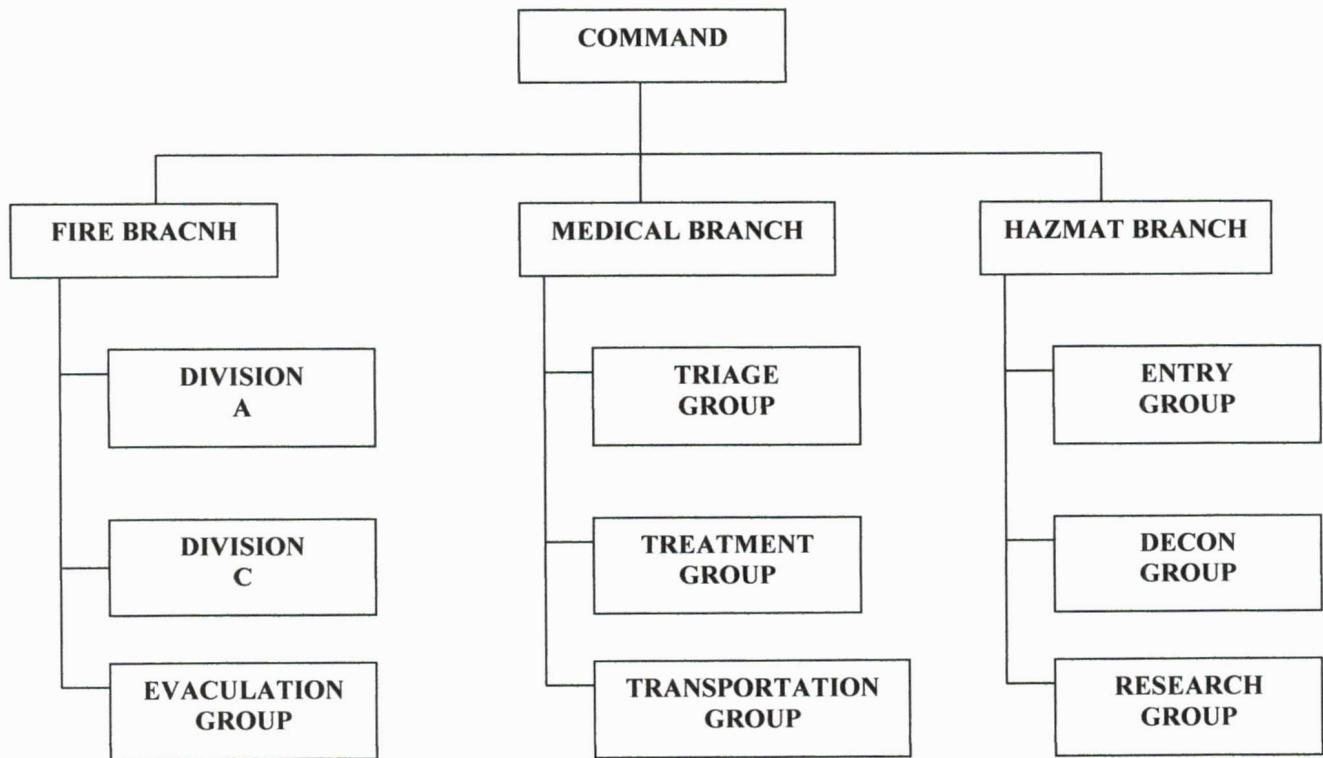 COMMAND
FIRE BRACNH
MEDICAL BRANCH
HAZMAT BRANCH
DIVISION
A
TRIAGE
GROUP
ENTRY
GROUP
DIVISION
C
TREATMENT
GROUP
DECON
GROUP
EVACULATION
GROUP
TRANSPORTATION
GROUP
RESEARCH
GROUP